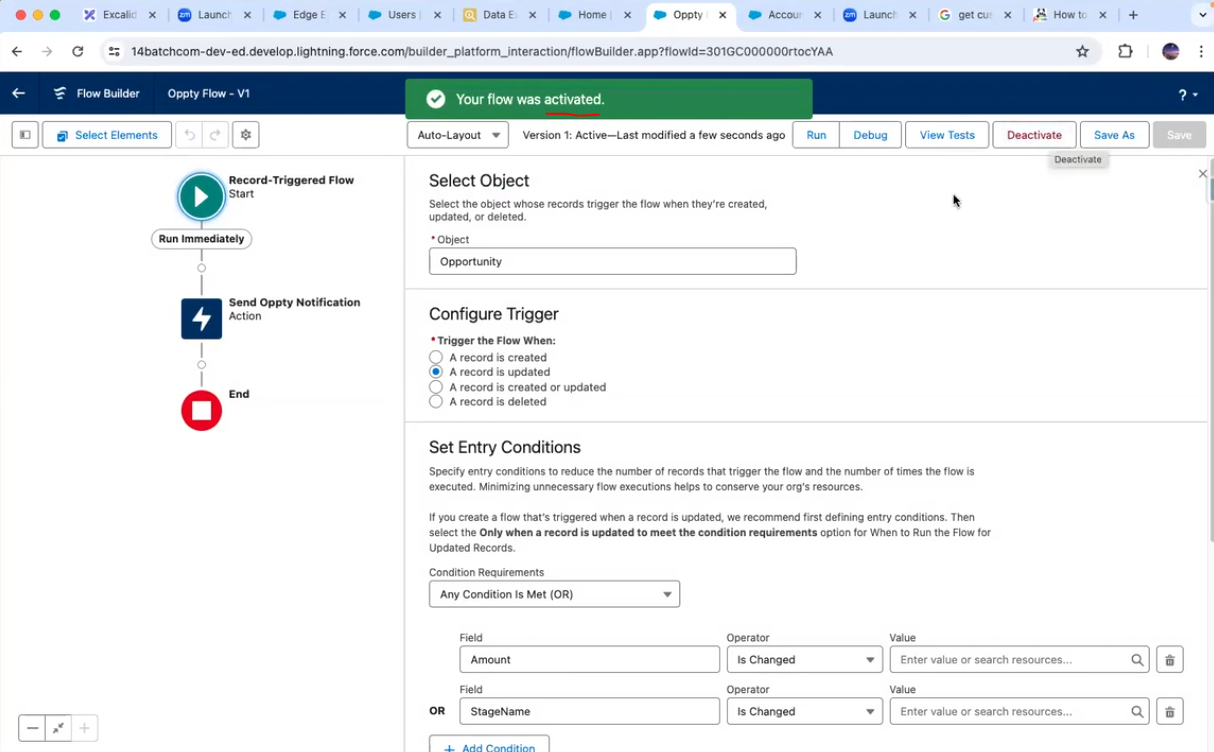 Excalid
Launch
Edge E
Users |
Data Ex
Home |
Oppty
Accoun
Launch
get cus
How to
14batchcom-dev-ed.develop.lightning.force.com/builder_platform_interaction/flowBuilder.app?flowId=301GC000000rtocYAA
Flow Builder
Oppty Flow - V1
Your flow was activated.
?
Select Elements
Auto-Layout
Version 1: Active—Last modified a few seconds ago
Run
Debug
View Tests
Deactivate
Save As
Save
Deactivate
Record-Triggered Flow
Start
Run Immediately
Send Oppty Notification
Action
End
Select Object
Select the object whose records trigger the flow when they're created,
updated, or deleted.
*Object
Opportunity
Configure Trigger
*Trigger the Flow When:
A record is created
A record is updated
A record is created or updated
A record is deleted
Set Entry Conditions
Specify entry conditions to reduce the number of records that trigger the flow and the number of times the flow is
executed. Minimizing unnecessary flow executions helps to conserve your org's resources.
If you create a flow that's triggered when a record is updated, we recommend first defining entry conditions. Then
select the Only when a record is updated to meet the condition requirements option for When to Run the Flow for
Updated Records.
Condition Requirements
Any Condition Is Met (OR)
Field
Operator
Value
Amount
Is Changed
Enter value or search resources...
Field
Operator
Value
OR
StageName
Is Changed
Enter value or search resources...
+ Add Condition